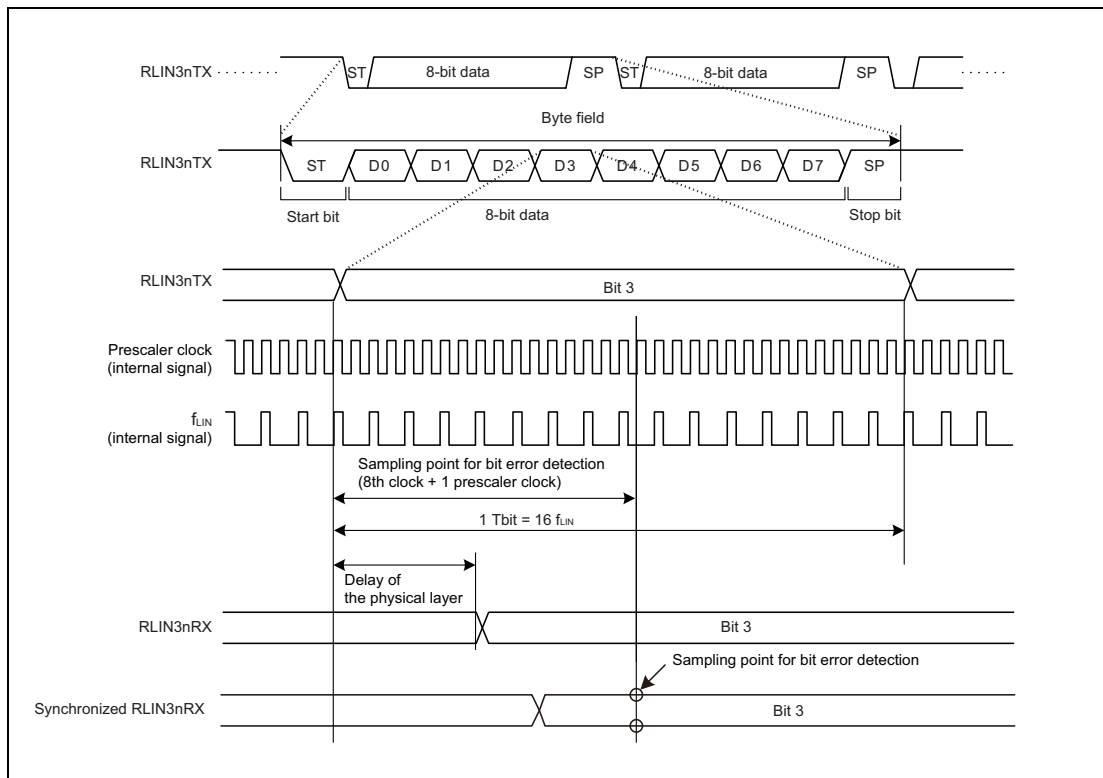 RLIN3nTX ST 8-bit data SP ST 8-bit data SP
Byte field
RLIN3nTX ST D0 D1 D2 D3 D4 D5 D6 D7 SP
Start bit 8-bit data Stop bit
RLIN3nTX Bit 3
Prescaler clock
(internal signal)
fLIN
(internal signal)
Sampling point for bit error detection
(8th clock + 1 prescaler clock)
1 Tbit = 16 fLIN
Delay of
the physical layer
RLIN3nRX Bit 3
Sampling point for bit error detection
Synchronized RLIN3nRX Bit 3